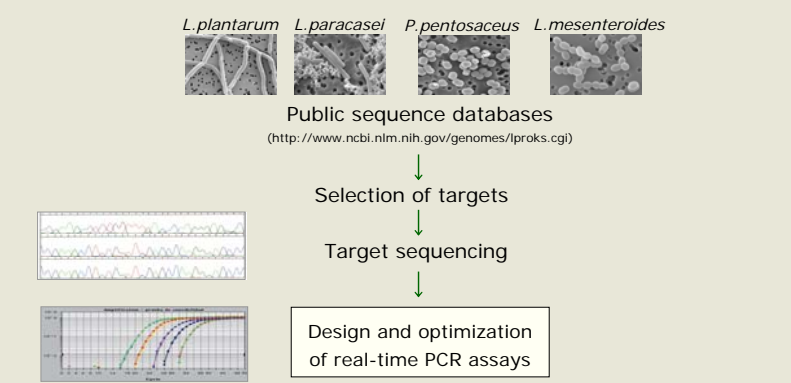 L.plantarum L.paracasei P.pentosaceus L.mesenteroides
Public sequence databases
(http://www.ncbi.nlm.nih.gov/genomes/lproks.cgi)
Selection of targets
Target sequencing
Design and optimization
of real-time PCR assays